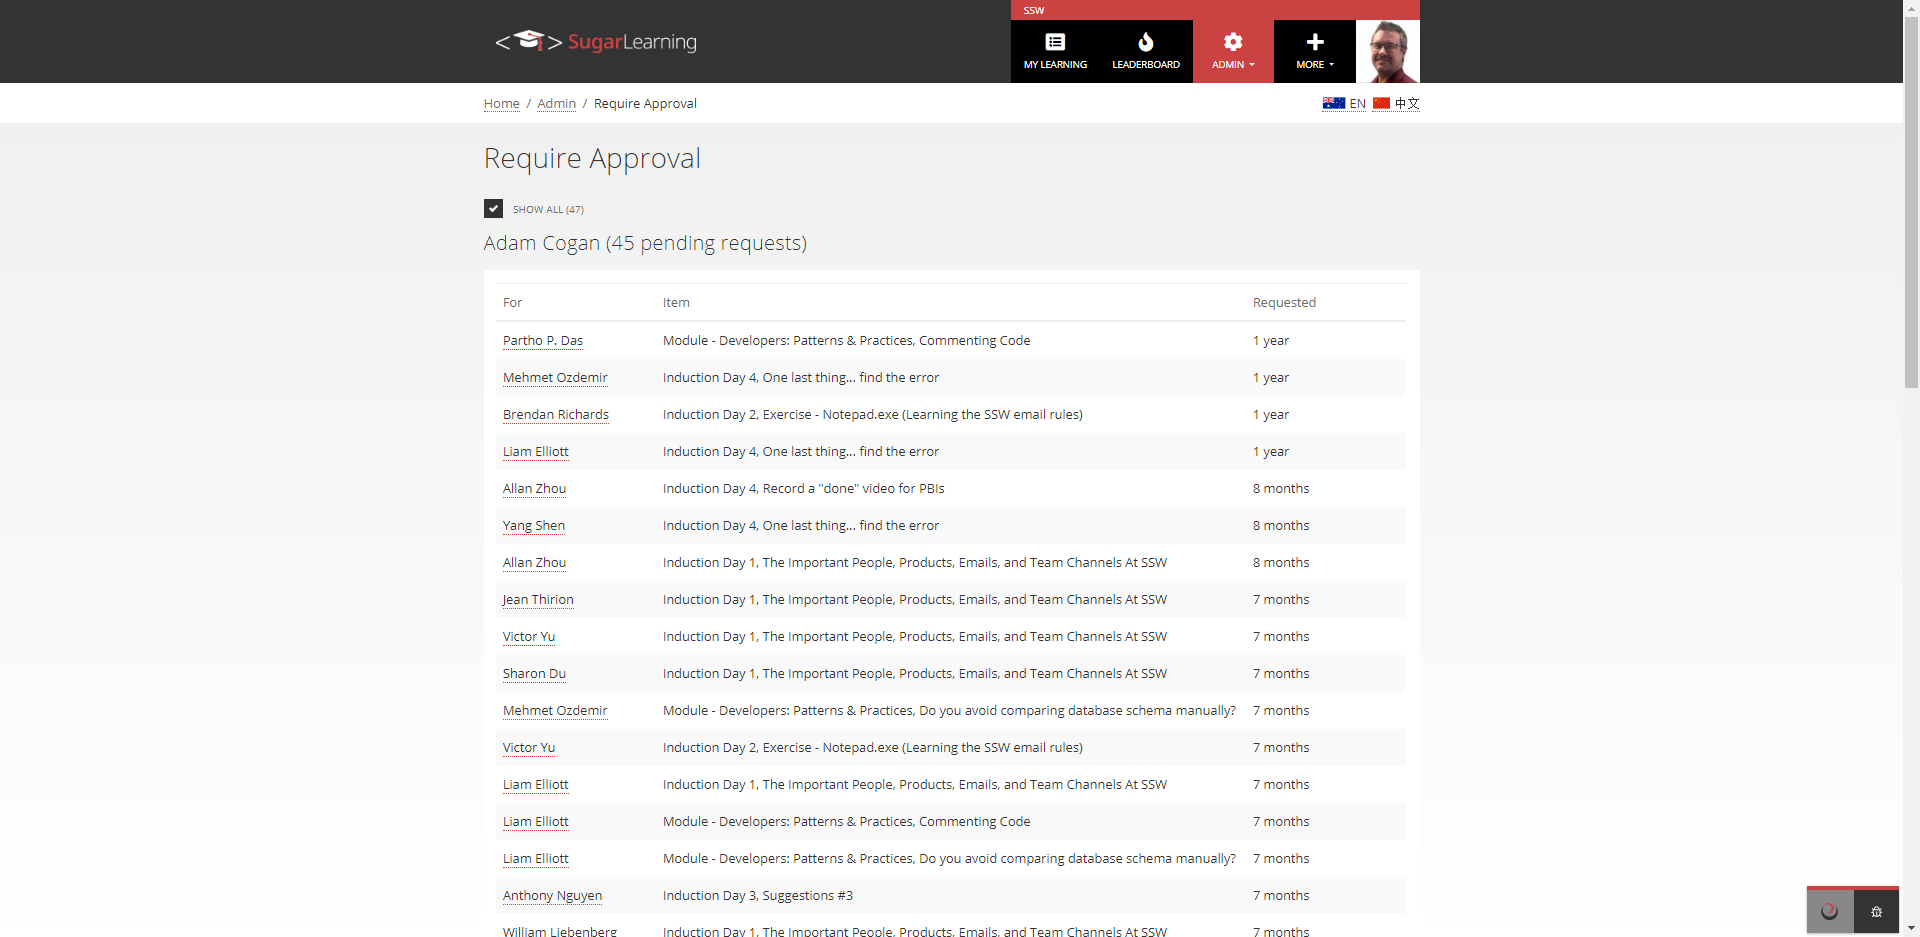 SSW
<> SugarLearning
MY LEARNING LEADERBOARD ADMIN MORE
Home / Admin / Require Approval EN 中文
Require Approval
SHOW ALL (47)
Adam Cogan (45 pending requests)
For Item Requested
Partho P. Das Module - Developers: Patterns & Practices, Commenting Code 1 year
Mehmet Ozdemir Induction Day 4, One last thing... find the error 1 year
Brendan Richards Induction Day 2, Exercise - Notepad.exe (Learning the SSW email rules) 1 year
Liam Elliott Induction Day 4, One last thing... find the error 1 year
Allan Zhou Induction Day 4, Record a "done" video for PBIs 8 months
Yang Shen Induction Day 4, One last thing... find the error 8 months
Allan Zhou Induction Day 1, The Important People, Products, Emails, and Team Channels At SSW 8 months
Jean Thirion Induction Day 1, The Important People, Products, Emails, and Team Channels At SSW 7 months
Victor Yu Induction Day 1, The Important People, Products, Emails, and Team Channels At SSW 7 months
Sharon Du Induction Day 1, The Important People, Products, Emails, and Team Channels At SSW 7 months
Mehmet Ozdemir Module - Developers: Patterns & Practices, Do you avoid comparing database schema manually? 7 months
Victor Yu Induction Day 2, Exercise - Notepad.exe (Learning the SSW email rules) 7 months
Liam Elliott Induction Day 1, The Important People, Products, Emails, and Team Channels At SSW 7 months
Liam Elliott Module - Developers: Patterns & Practices, Commenting Code 7 months
Liam Elliott Module - Developers: Patterns & Practices, Do you avoid comparing database schema manually? 7 months
Anthony Nguyen Induction Day 3, Suggestions #3 7 months
William Liebenberg Induction Day 1, The Important People, Products, Emails, and Team Channels At SSW 7 months